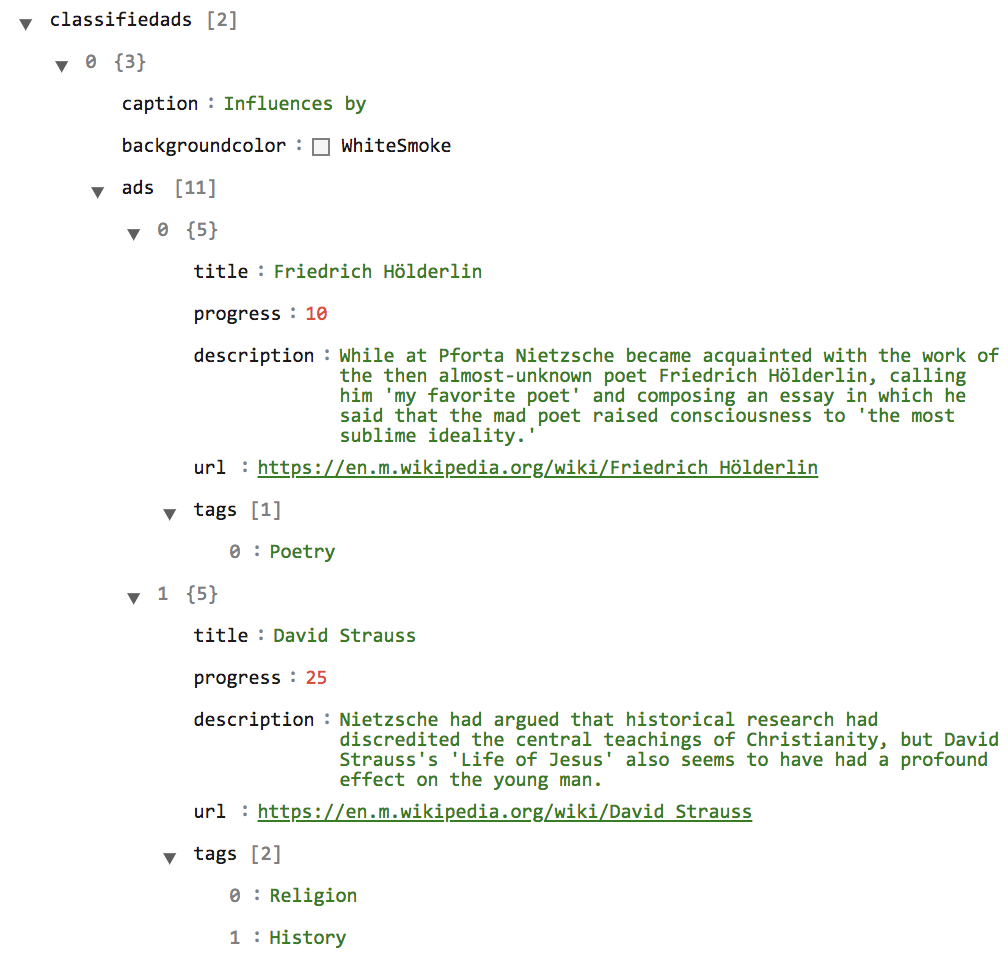 classifiedads [2]
0 {3}
caption : Influences by
backgroundcolor : WhiteSmoke
ads [11]
0 {5}
title : Friedrich Hölderlin
progress : 10
description : While at Pforta Nietzsche became acquainted with the work of
the then almost-unknown poet Friedrich Hölderlin, calling
him 'my favorite poet' and composing an essay in which he
said that the mad poet raised consciousness to 'the most
sublime ideality.'
url : https://en.m.wikipedia.org/wiki/Friedrich_Hölderlin
tags [1]
0 : Poetry
1 {5}
title : David Strauss
progress : 25
description : Nietzsche had argued that historical research had
discredited the central teachings of Christianity, but David
Strauss's 'Life of Jesus' also seems to have had a profound
effect on the young man.
url : https://en.m.wikipedia.org/wiki/David_Strauss
tags [2]
0 : Religion
1 : History